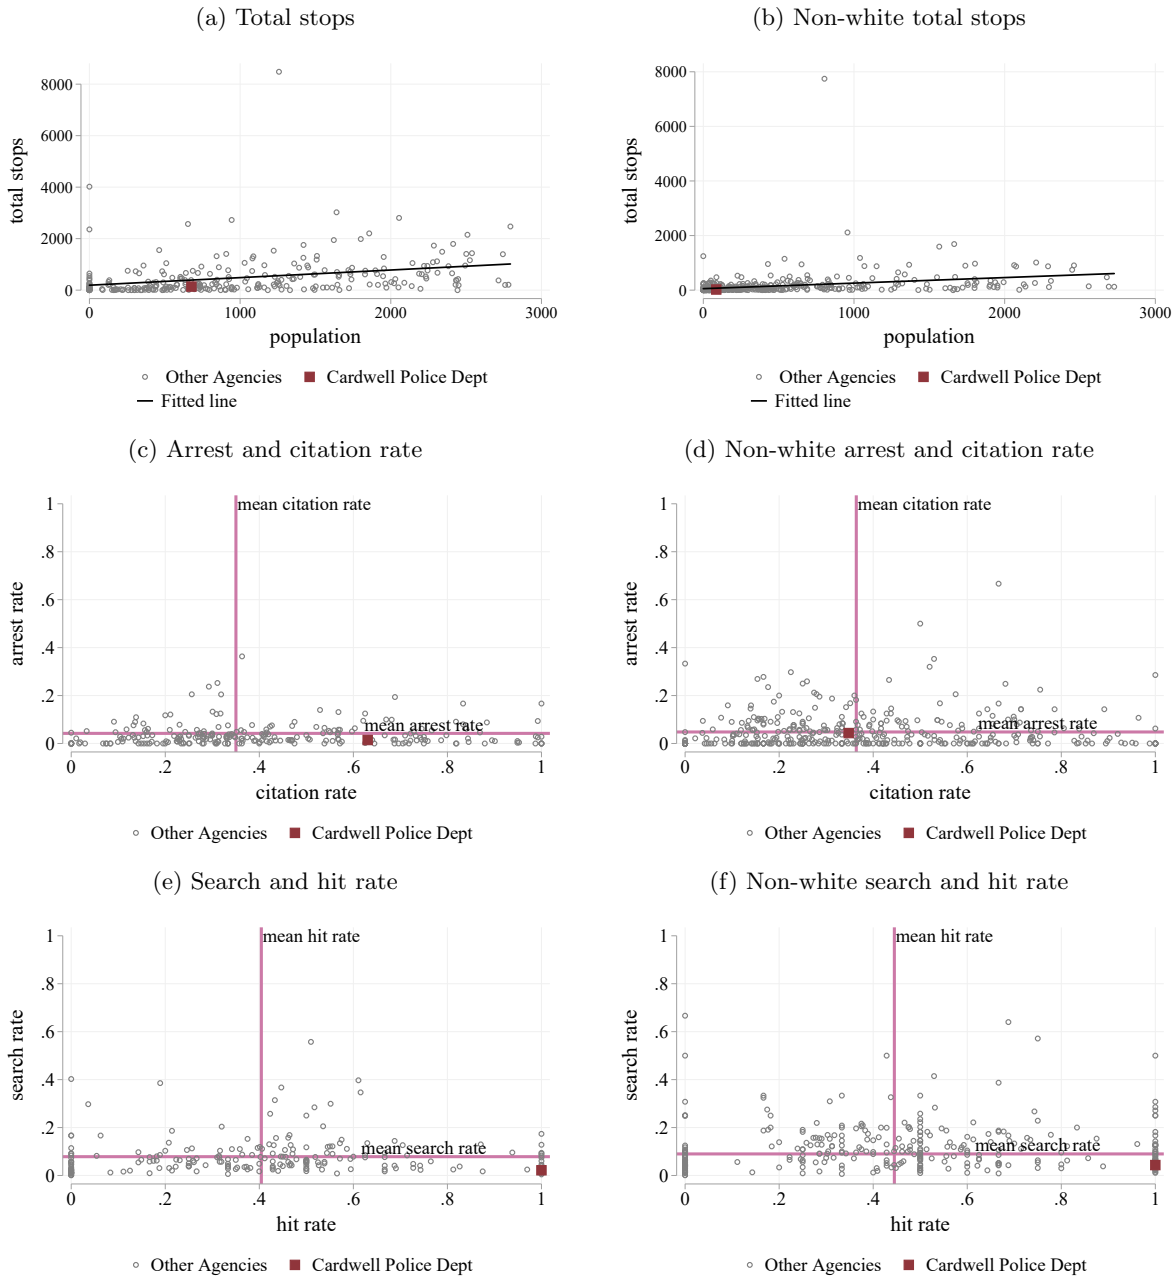 (a) Total stops
(b) Non-white total stops
total stops
8000
6000
4000
2000
0
0 1000 2000 3000
population
Other Agencies Cardwell Police Dept
Fitted line
total stops
8000
6000
4000
2000
0
0 1000 2000 3000
population
Other Agencies Cardwell Police Dept
Fitted line
(c) Arrest and citation rate
(d) Non-white arrest and citation rate
arrest rate
1
.8
.6
.4
.2
0
mean citation rate
mean arrest rate
0 .2 .4 .6 .8 1
citation rate
Other Agencies Cardwell Police Dept
arrest rate
1
.8
.6
.4
.2
0
mean citation rate
mean arrest rate
0 .2 .4 .6 .8 1
citation rate
Other Agencies Cardwell Police Dept
(e) Search and hit rate
(f) Non-white search and hit rate
search rate
1
.8
.6
.4
.2
0
mean hit rate
mean search rate
0 .2 .4 .6 .8 1
hit rate
Other Agencies Cardwell Police Dept
search rate
1
.8
.6
.4
.2
0
mean hit rate
mean search rate
0 .2 .4 .6 .8 1
hit rate
Other Agencies Cardwell Police Dept